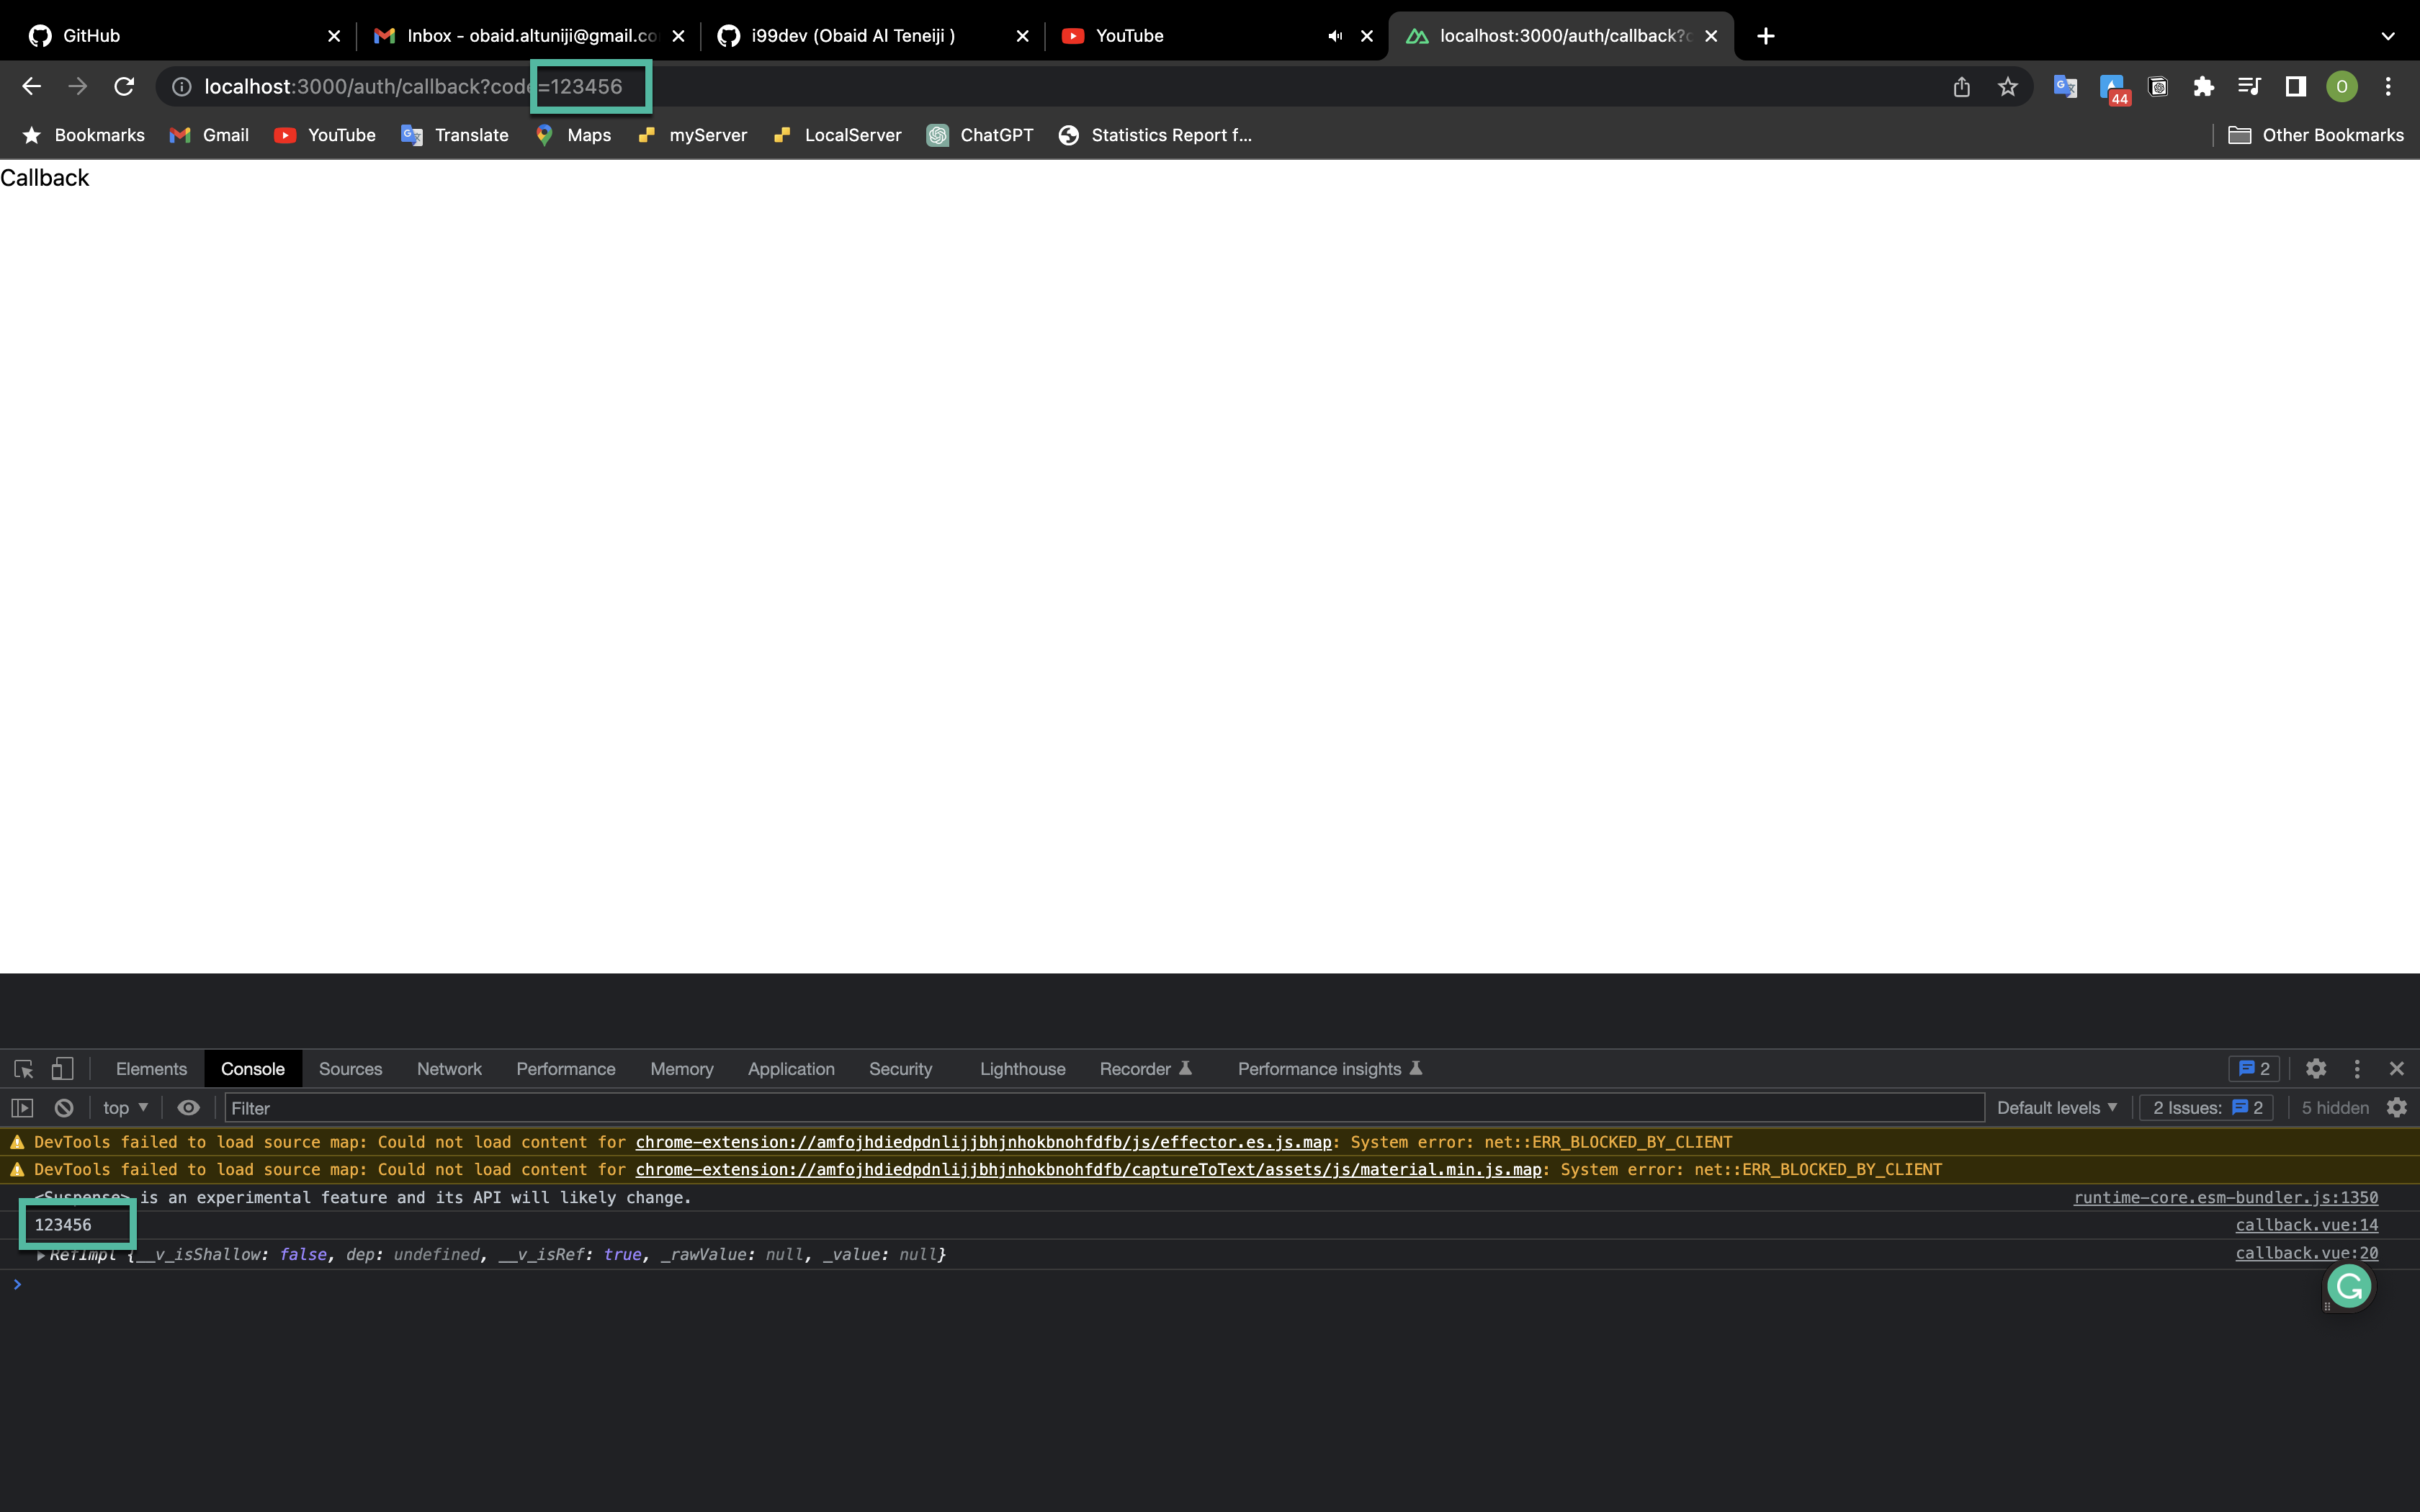 GitHub
Inbox - obaid.altuniji@gmail.co
i99dev (Obaid Al Teneiji )
YouTube
localhost:3000/auth/callback?c
localhost:3000/auth/callback?code=123456
44
O
Bookmarks
Gmail
YouTube
Translate
Maps
myServer
LocalServer
ChatGPT
Statistics Report f...
Other Bookmarks
Callback
Elements
Console
Sources
Network
Performance
Memory
Application
Security
Lighthouse
Recorder
Performance insights
2
top
Filter
Default levels
2 Issues: 2
5 hidden
DevTools failed to load source map: Could not load content for chrome-extension://amfojhdiedpdnlijjbhjnhokbnohfdfb/js/effector.es.js.map: System error: net::ERR_BLOCKED_BY_CLIENT
DevTools failed to load source map: Could not load content for chrome-extension://amfojhdiedpdnlijjbhjnhokbnohfdfb/captureToText/assets/js/material.min.js.map: System error: net::ERR_BLOCKED_BY_CLIENT
<Suspense> is an experimental feature and its API will likely change.
runtime-core.esm-bundler.js:1350
123456
callback.vue:14
RefImpl {__v_isShallow: false, dep: undefined, __v_isRef: true, _rawValue: null, _value: null}
callback.vue:20